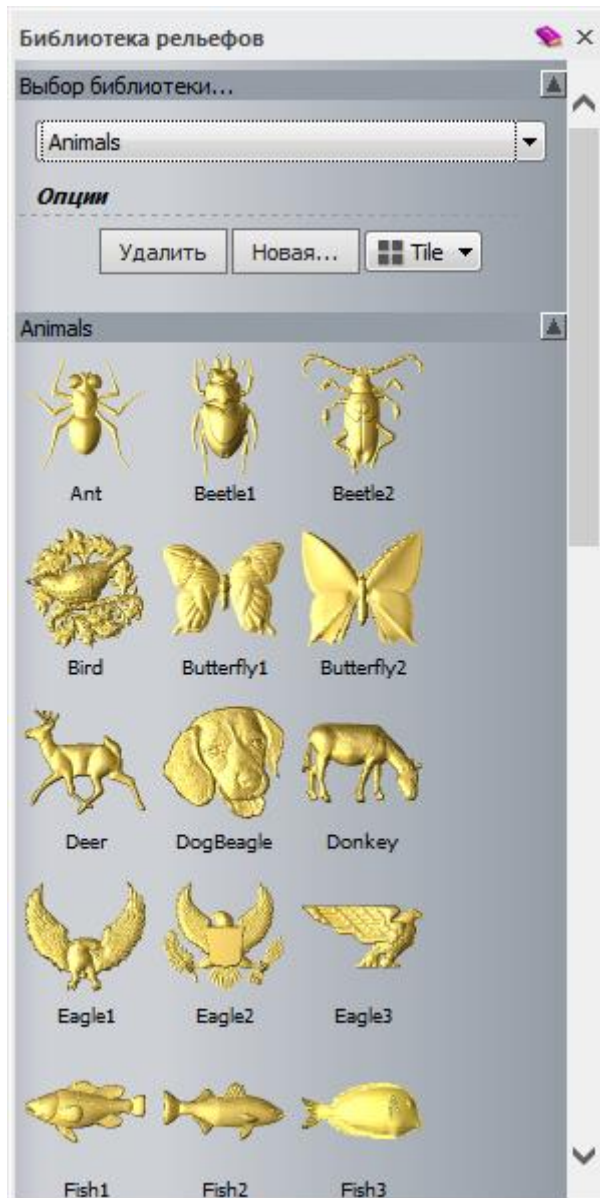 Библиотека рельефов
Выбор библиотеки...
Animals
Опции
Удалить Новая... Tile
Animals
Ant Beetle1 Beetle2
Bird Butterfly1 Butterfly2
Deer DogBeagle Donkey
Eagle1 Eagle2 Eagle3
Fish1 Fish2 Fish3